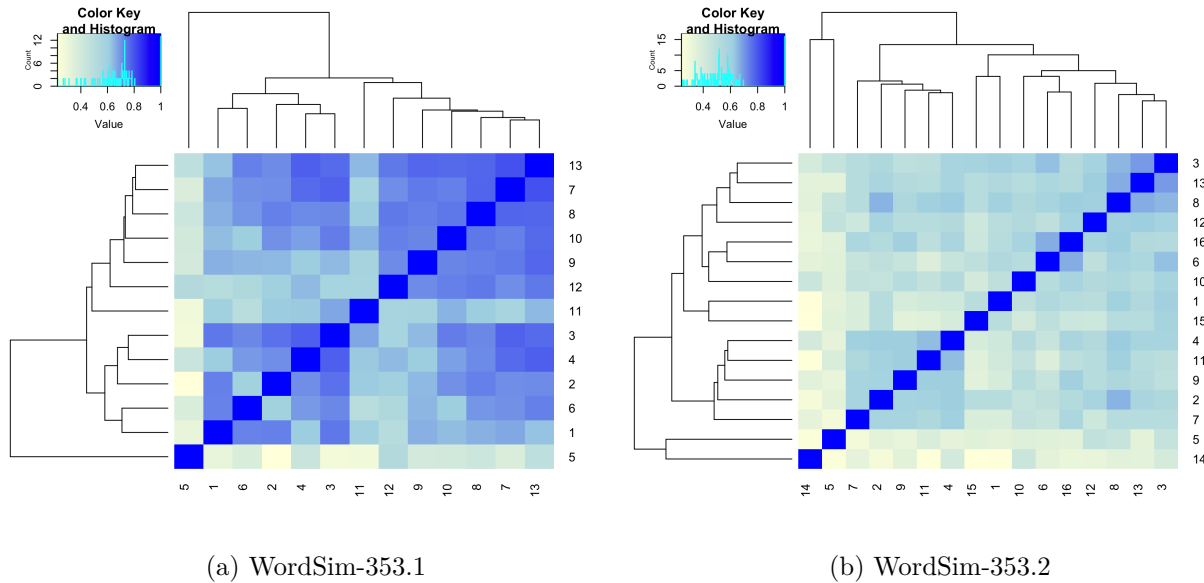 Color Key
and Histogram
Count
0 4 8 12
0.4 0.6 0.8 1
Value
13
7
8
10
9
12
11
3
4
2
6
1
5
5 1 6 2 4 3 11 12 9 10 8 7 13
(a) WordSim-353.1
Color Key
and Histogram
Count
0 5 15
0.4 0.6 0.8 1
Value
3
13
8
12
16
6
10
1
15
4
11
9
2
7
5
14
14 5 7 2 9 11 4 15 1 10 6 16 12 8 13 3
(b) WordSim-353.2